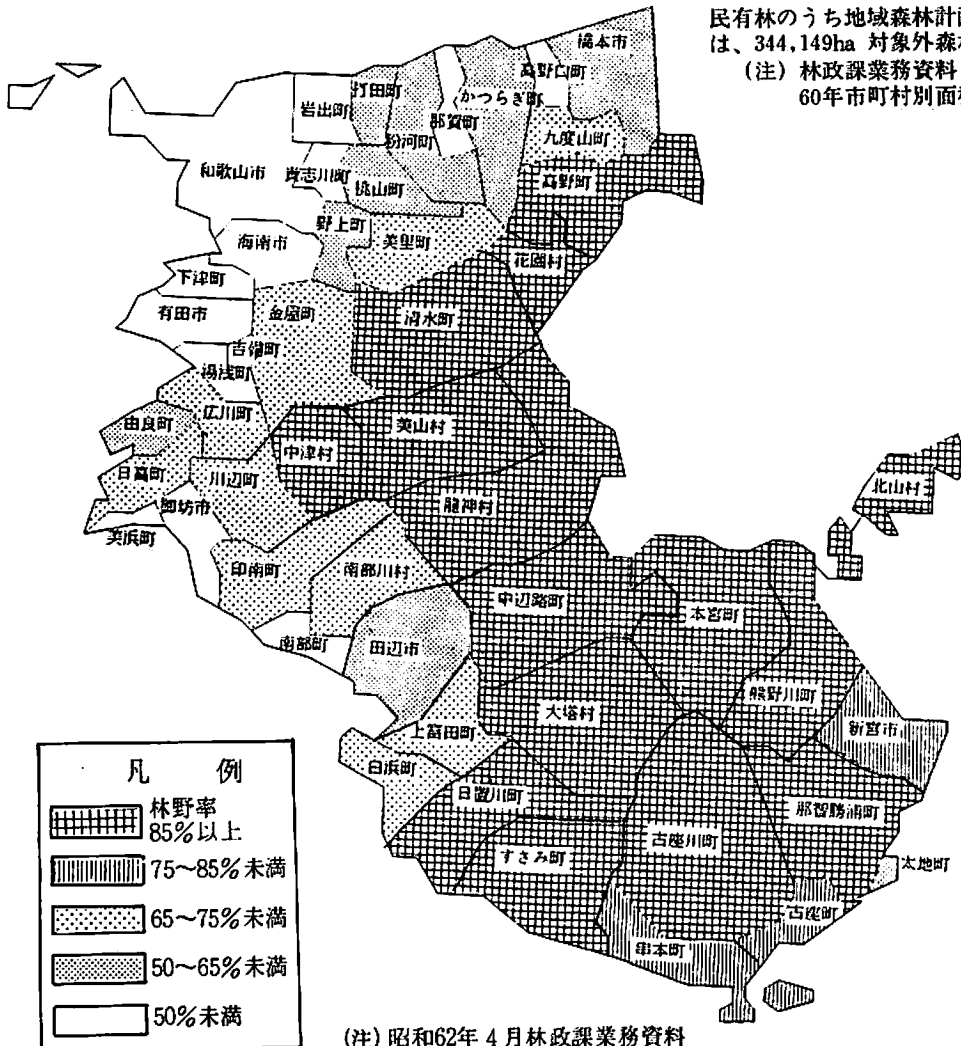 民有林のうち地域森林計
は、344,149ha 対象外森
(注) 林政課業務資料
60年市町村別面
橋本市
高野口町
打田町
岩出町
かつらぎ町
那賀町
粉河町
九度山町
和歌山市
貴志川町
桃山町
高野町
野上町
美里町
海南市
花園村
下津町
有田市
金屋町
清水町
吉備町
湯浅町
広川町
由良町
美山村
中津村
日高町
川辺町
北山村
御坊市
龍神村
美浜町
印南町
南部川村
中辺路町
本宮町
南部町
田辺市
熊野川町
大塔村
新宮市
上富田町
白浜町
日置川町
那智勝浦町
古座川町
すさみ町
太地町
古座町
串本町
凡 例
林野率
85%以上
75~85%未満
65~75%未満
50~65%未満
50%未満
(注) 昭和62年4月林政課業務資料